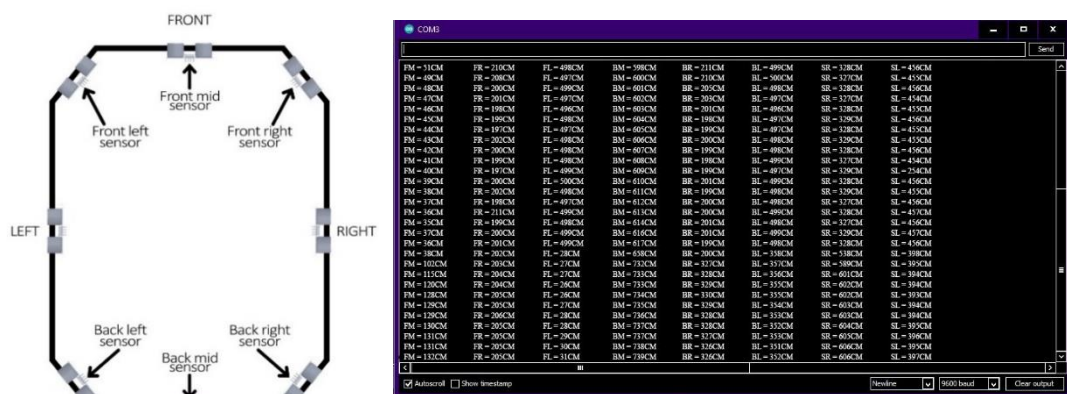 FRONT
Front mid
sensor
Front left
sensor
Front right
sensor
LEFT
RIGHT
Back left
sensor
Back right
sensor
Back mid
sensor
COM3
Send
FM = 51CM FR = 210CM FL = 498CM BM = 598CM BR = 211CM BL = 499CM SR = 328CM SL = 456CM
FM = 49CM FR = 208CM FL = 497CM BM = 600CM BR = 210CM BL = 500CM SR = 327CM SL = 455CM
FM = 48CM FR = 200CM FL = 499CM BM = 601CM BR = 205CM BL = 498CM SR = 328CM SL = 456CM
FM = 47CM FR = 201CM FL = 497CM BM = 602CM BR = 203CM BL = 497CM SR = 327CM SL = 454CM
FM = 46CM FR = 198CM FL = 496CM BM = 603CM BR = 201CM BL = 496CM SR = 328CM SL = 455CM
FM = 45CM FR = 199CM FL = 498CM BM = 604CM BR = 198CM BL = 497CM SR = 329CM SL = 456CM
FM = 44CM FR = 197CM FL = 497CM BM = 605CM BR = 199CM BL = 497CM SR = 328CM SL = 455CM
FM = 43CM FR = 202CM FL = 498CM BM = 606CM BR = 200CM BL = 498CM SR = 329CM SL = 455CM
FM = 42CM FR = 200CM FL = 498CM BM = 607CM BR = 199CM BL = 498CM SR = 328CM SL = 456CM
FM = 41CM FR = 199CM FL = 498CM BM = 608CM BR = 198CM BL = 499CM SR = 327CM SL = 454CM
FM = 40CM FR = 197CM FL = 499CM BM = 609CM BR = 199CM BL = 497CM SR = 329CM SL = 254CM
FM = 39CM FR = 200CM FL = 500CM BM = 610CM BR = 201CM BL = 499CM SR = 328CM SL = 456CM
FM = 38CM FR = 202CM FL = 498CM BM = 611CM BR = 199CM BL = 498CM SR = 329CM SL = 455CM
FM = 37CM FR = 198CM FL = 497CM BM = 612CM BR = 200CM BL = 498CM SR = 327CM SL = 456CM
FM = 36CM FR = 211CM FL = 499CM BM = 613CM BR = 200CM BL = 499CM SR = 328CM SL = 457CM
FM = 35CM FR = 199CM FL = 498CM BM = 614CM BR = 201CM BL = 498CM SR = 327CM SL = 456CM
FM = 37CM FR = 200CM FL = 499CM BM = 616CM BR = 201CM BL = 499CM SR = 329CM SL = 457CM
FM = 36CM FR = 201CM FL = 499CM BM = 617CM BR = 199CM BL = 498CM SR = 328CM SL = 456CM
FM = 38CM FR = 202CM FL = 28CM BM = 658CM BR = 200CM BL = 358CM SR = 538CM SL = 398CM
FM = 102CM FR = 203CM FL = 27CM BM = 732CM BR = 327CM BL = 357CM SR = 589CM SL = 395CM
FM = 115CM FR = 204CM FL = 27CM BM = 733CM BR = 328CM BL = 356CM SR = 601CM SL = 394CM
FM = 120CM FR = 204CM FL = 26CM BM = 733CM BR = 329CM BL = 355CM SR = 602CM SL = 394CM
FM = 128CM FR = 205CM FL = 26CM BM = 734CM BR = 330CM BL = 355CM SR = 602CM SL = 393CM
FM = 129CM FR = 205CM FL = 27CM BM = 735CM BR = 329CM BL = 354CM SR = 603CM SL = 394CM
FM = 129CM FR = 206CM FL = 28CM BM = 736CM BR = 328CM BL = 353CM SR = 603CM SL = 394CM
FM = 130CM FR = 205CM FL = 28CM BM = 737CM BR = 328CM BL = 352CM SR = 604CM SL = 395CM
FM = 131CM FR = 205CM FL = 29CM BM = 737CM BR = 327CM BL = 353CM SR = 605CM SL = 396CM
FM = 131CM FR = 205CM FL = 30CM BM = 738CM BR = 326CM BL = 351CM SR = 606CM SL = 395CM
FM = 132CM FR = 205CM FL = 31CM BM = 739CM BR = 326CM BL = 352CM SR = 606CM SL = 397CM
Autoscroll Show timestamp Newline 9600 baud Clear output